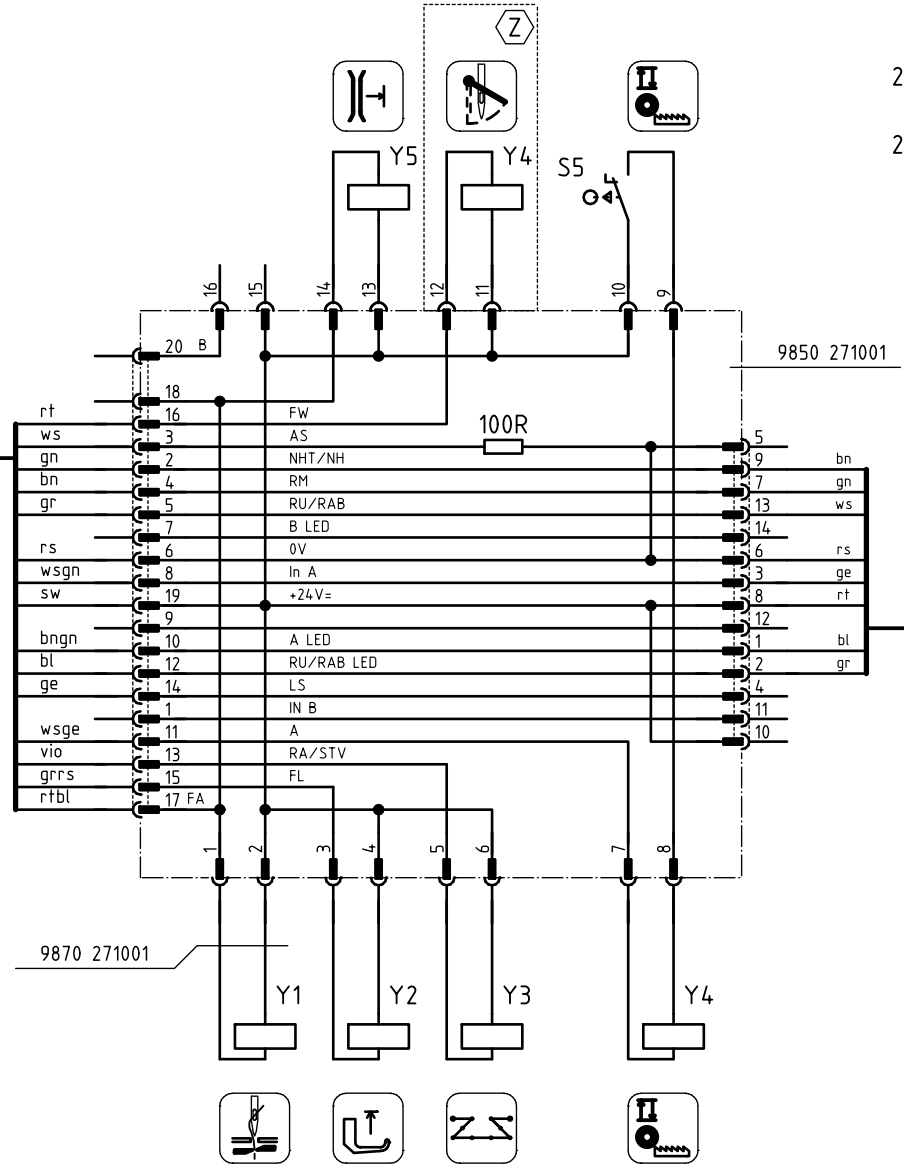 Z
2
Y5
Y4
S5
2
16
15
14
13
12
11
10
9
20 B
9850 271001
18
rt 16 FW
ws 3 AS 100R 5
gn 2 NHT/NH 9 bn
bn 4 RM 7 gn
gr 5 RU/RAB 13 ws
7 B LED 14
rs 6 0V 6 rs
wsgn 8 In A 3 ge
sw 19 +24V= 8 rt
9 12
bngn 10 A LED 1 bl
bl 12 RU/RAB LED 2 gr
ge 14 LS 4
1 IN B 11
wsge 11 A 10
vio 13 RA/STV
grrs 15 FL
rtbl 17 FA
1
2
3
4
5
6
7
8
9870 271001
Y1
Y2
Y3
Y4